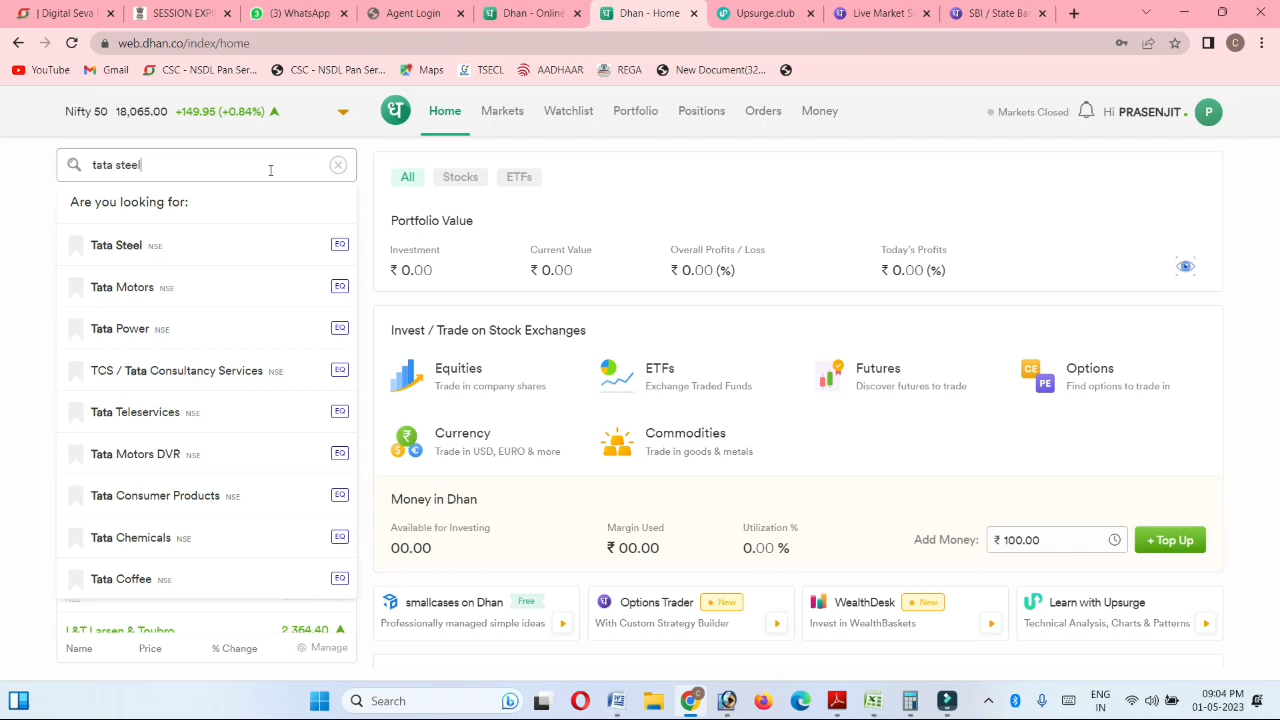 Dhan | No. 1 Dhan
SESSION EXP
(3) WhatsApp
Agent Login
Dhan - Online
Dhan - Home
Upsurge.club
Live Market S
SBI / State Ba
web.dhan.co/index/home
C
YouTube
Gmail
CSC - NSDL Pan Ser...
CSC - NSDL Pan Ser...
Maps
TSECL
AADHAAR
REGA
New Document(32...
Nifty 50 18,065.00 +149.95 (+0.84%)
ध
Home
Markets
Watchlist
Portfolio
Positions
Orders
Money
Markets Closed
Hi PRASENJIT
P
tata steel
Are you looking for:
Tata Steel NSE EQ
Tata Motors NSE EQ
Tata Power NSE EQ
TCS / Tata Consultancy Services NSE EQ
Tata Teleservices NSE EQ
Tata Motors DVR NSE EQ
Tata Consumer Products NSE EQ
Tata Chemicals NSE EQ
Tata Coffee NSE EQ
L&T Larsen & Toubro 2,364.40
Name Price % Change Manage
All Stocks ETFs
Portfolio Value
Investment Current Value Overall Profits / Loss Today's Profits
₹ 0.00 ₹ 0.00 ₹ 0.00 (%) ₹ 0.00 (%)
Invest / Trade on Stock Exchanges
Equities
Trade in company shares
ETFs
Exchange Traded Funds
Futures
Discover futures to trade
CE
PE
Options
Find options to trade in
Currency
Trade in USD, EURO & more
Commodities
Trade in goods & metals
Money in Dhan
Available for Investing Margin Used Utilization %
00.00 ₹ 00.00 0.00 %
Add Money: ₹ 100.00 + Top Up
smallcases on Dhan Free
Professionally managed simple ideas
Options Trader New
With Custom Strategy Builder
WealthDesk New
Invest in WealthBaskets
Learn with Upsurge
Technical Analysis, Charts & Patterns
Search
ENG
IN
09:04 PM
01-05-2023